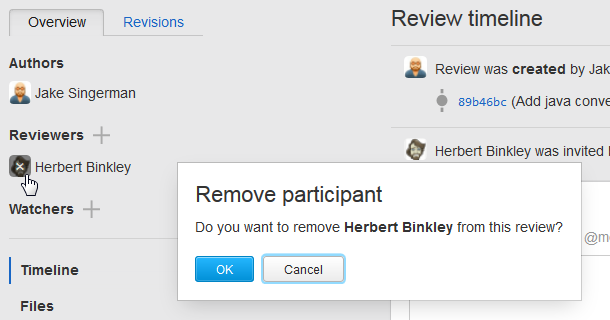 Overview
Revisions
Authors
Jake Singerman
Reviewers
Herbert Binkley
Watchers
Timeline
Files
Review timeline
Review was created by Jak
89b46bc (Add java conve
Herbert Binkley was invited
@m
Remove participant
Do you want to remove Herbert Binkley from this review?
OK
Cancel